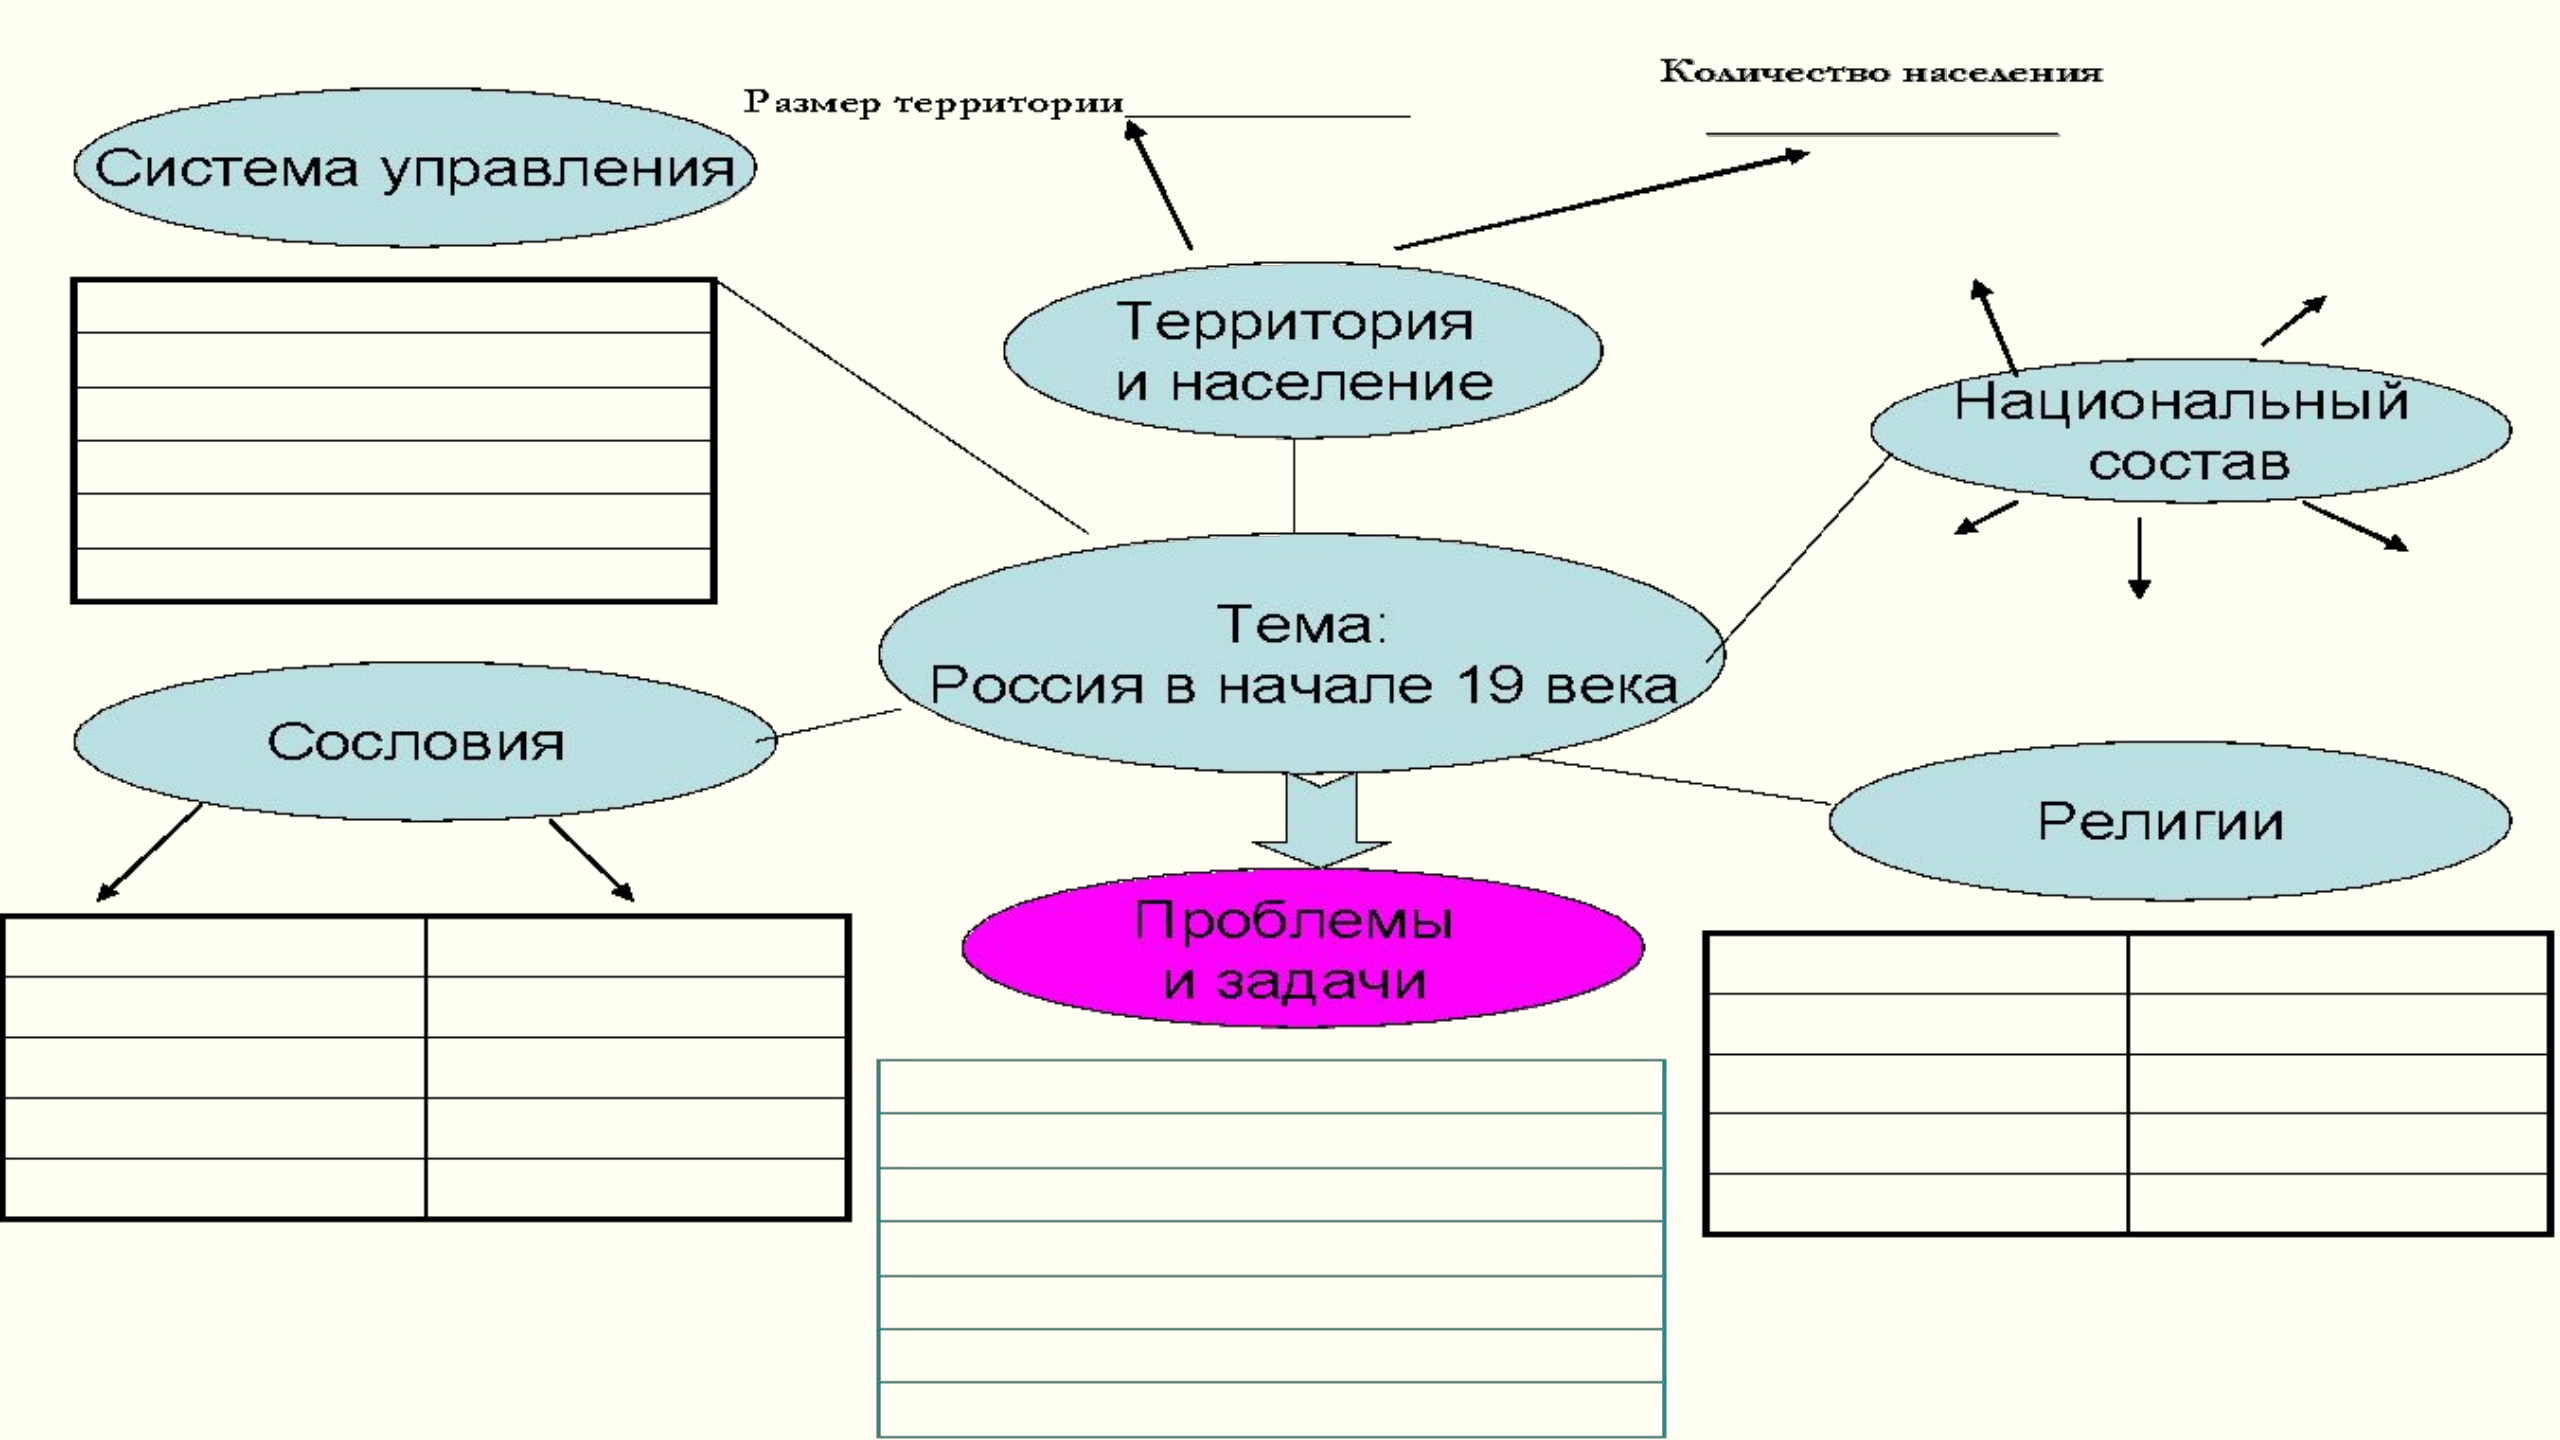 Количество населения
Размер территории
Система управления
Территория
и население
Национальный
состав
Тема:
Россия в начале 19 века
Сословия
Религии
Проблемы
и задачи